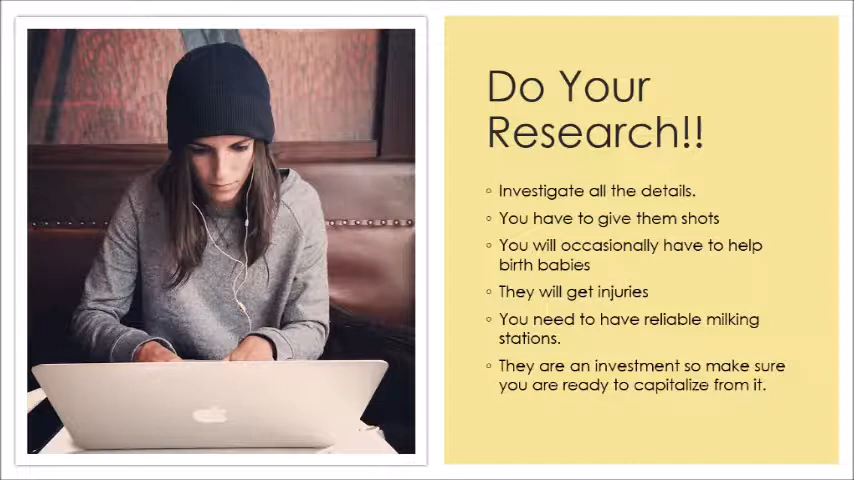 Do Your
Research!!
◦ Investigate all the details.
◦ You have to give them shots
◦ You will occasionally have to help
birth babies
◦ They will get injuries
◦ You need to have reliable milking
stations.
◦ They are an investment so make sure
you are ready to capitalize from it.